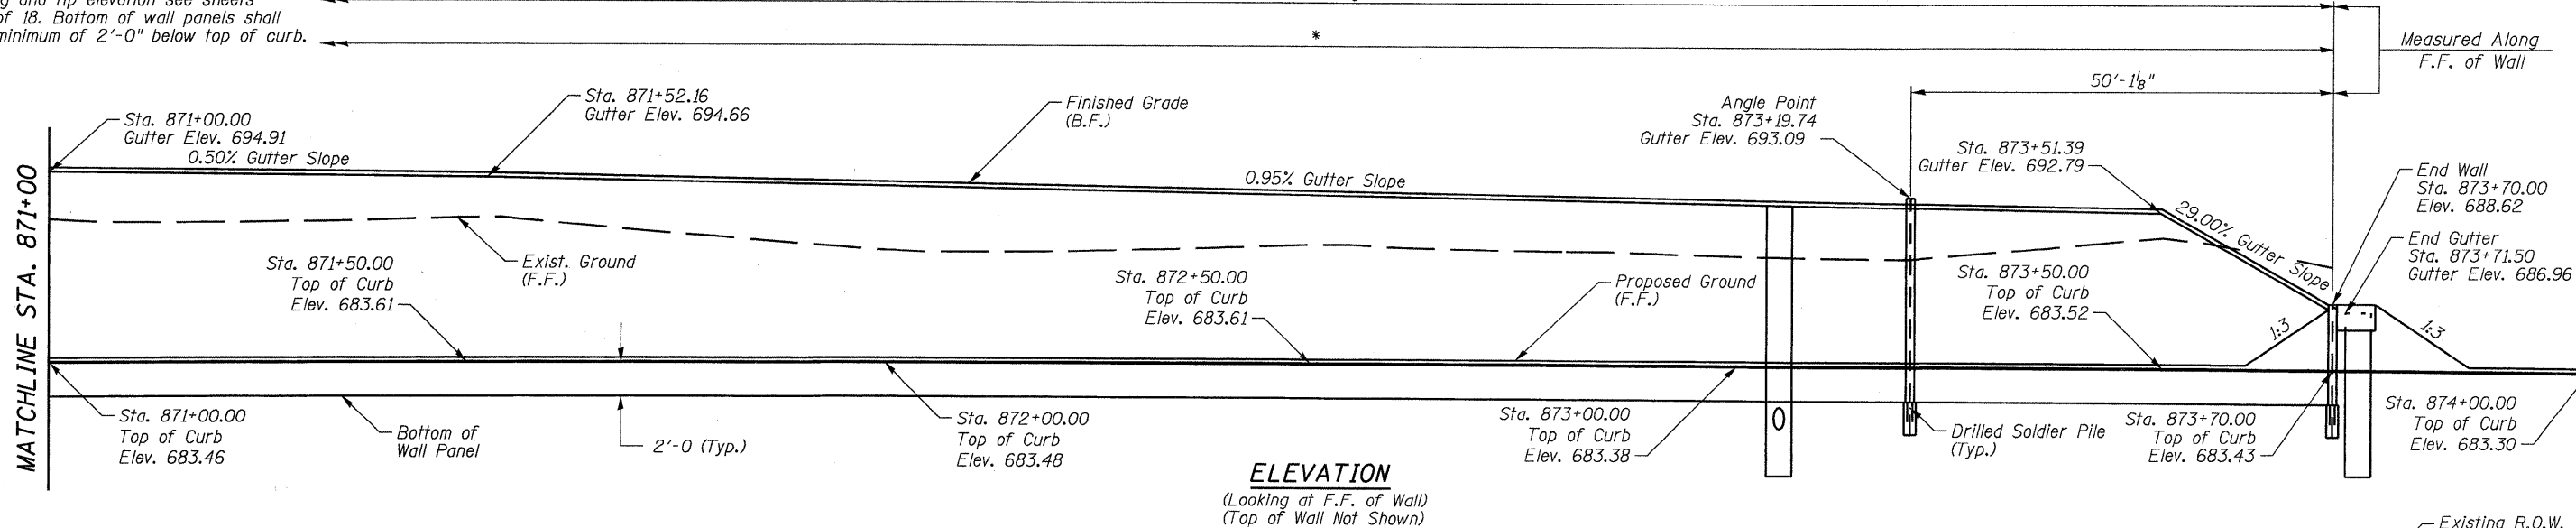 of 18. Bottom of wall panels shall
minimum of 2'-0" below top of curb.
*
Measured Along
F.F. of Wall
50'-1⅛"
MATCHLINE STA. 871+00
Sta. 871+00.00
Gutter Elev. 694.91
0.50% Gutter Slope
Sta. 871+52.16
Gutter Elev. 694.66
Finished Grade
(B.F.)
0.95% Gutter Slope
Angle Point
Sta. 873+19.74
Gutter Elev. 693.09
Sta. 873+51.39
Gutter Elev. 692.79
29.00% Gutter Slope
End Wall
Sta. 873+70.00
Elev. 688.62
End Gutter
Sta. 873+71.50
Gutter Elev. 686.96
Exist. Ground
(F.F.)
Sta. 871+50.00
Top of Curb
Elev. 683.61
Sta. 872+50.00
Top of Curb
Elev. 683.61
Proposed Ground
(F.F.)
Sta. 873+50.00
Top of Curb
Elev. 683.52
1:3
1:3
Sta. 871+00.00
Top of Curb
Elev. 683.46
Bottom of
Wall Panel
2'-0 (Typ.)
Sta. 872+00.00
Top of Curb
Elev. 683.48
Sta. 873+00.00
Top of Curb
Elev. 683.38
Drilled Soldier Pile
(Typ.)
Sta. 873+70.00
Top of Curb
Elev. 683.43
Sta. 874+00.00
Top of Curb
Elev. 683.30
ELEVATION
(Looking at F.F. of Wall)
(Top of Wall Not Shown)
Existing R.O.W.